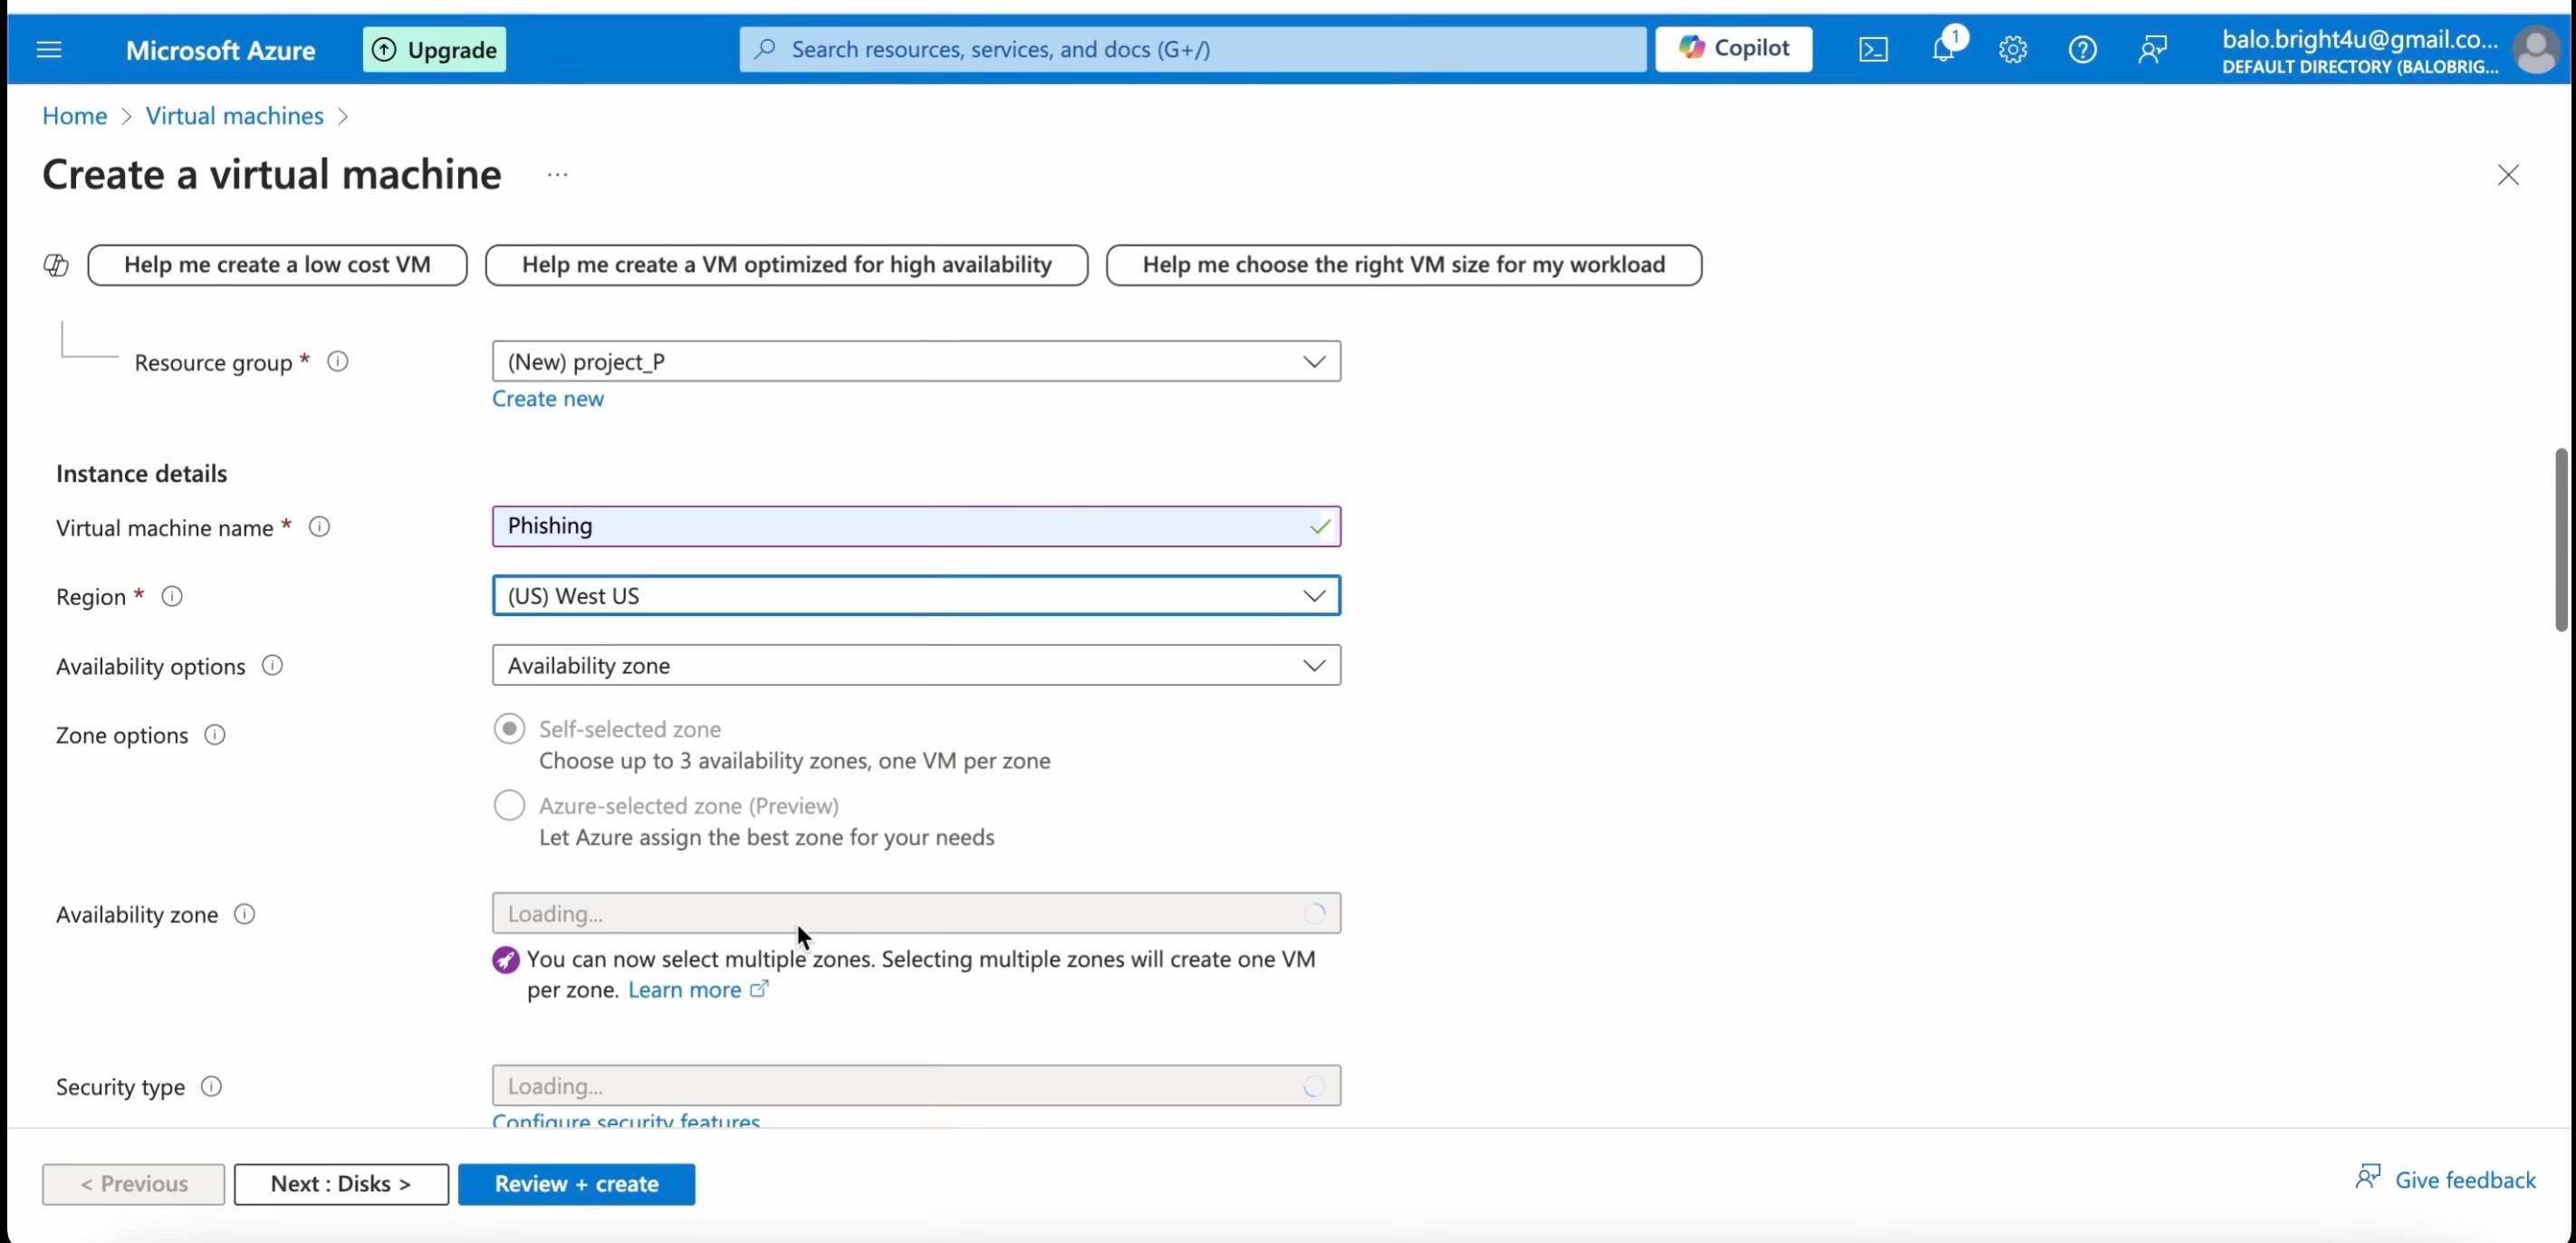 Microsoft Azure
Upgrade
Search resources, services, and docs (G+/)
Copilot
1
balo.bright4u@gmail.co...
DEFAULT DIRECTORY (BALOBRIG...
Home > Virtual machines >
Create a virtual machine ...
Help me create a low cost VM
Help me create a VM optimized for high availability
Help me choose the right VM size for my workload
Resource group *
(New) project_P
Create new
Instance details
Virtual machine name *
Phishing
Region *
(US) West US
Availability options
Availability zone
Zone options
Self-selected zone
Choose up to 3 availability zones, one VM per zone
Azure-selected zone (Preview)
Let Azure assign the best zone for your needs
Availability zone
Loading...
You can now select multiple zones. Selecting multiple zones will create one VM
per zone. Learn more
Security type
Loading...
Configure security features
< Previous
Next : Disks >
Review + create
Give feedback